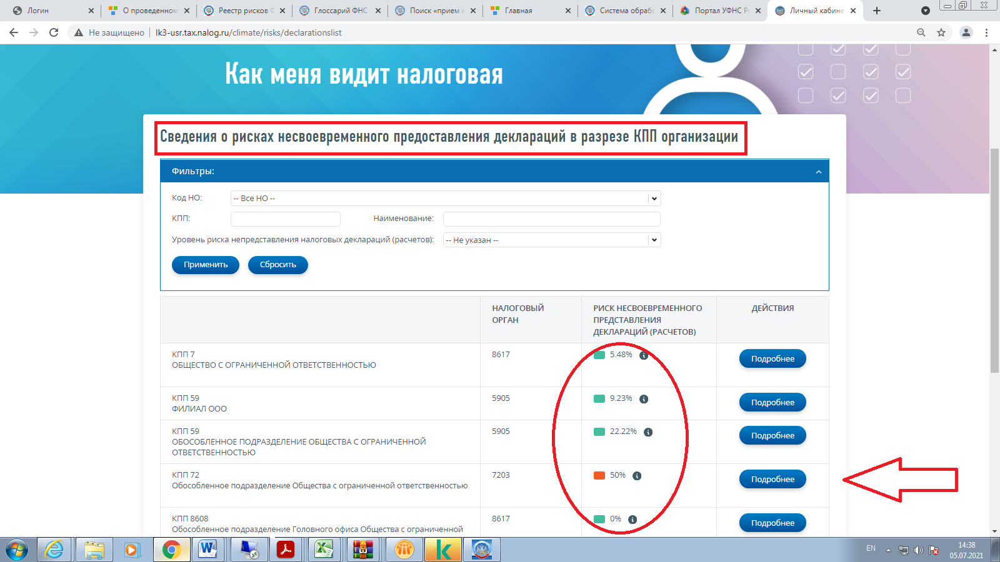 Логин
О проведенном
Реестр рисков
Глоссарий ФНС
Поиск «прием
Главная
Система обраб
Портал УФНС
Личный кабине
Не защищено
lk3-usr.tax.nalog.ru/climate/risks/declarationslist
Как меня видит налоговая
Сведения о рисках несвоевременного предоставления деклараций в разрезе КПП организации
Фильтры:
Код НО:
-- Все НО --
КПП:
Наименование:
Уровень риска непредставления налоговых деклараций (расчетов):
-- Не указан --
Применить
Сбросить
НАЛОГОВЫЙ
ОРГАН
РИСК НЕСВОЕВРЕМЕННОГО
ПРЕДСТАВЛЕНИЯ
ДЕКЛАРАЦИЙ (РАСЧЕТОВ)
ДЕЙСТВИЯ
КПП 7
ОБЩЕСТВО С ОГРАНИЧЕННОЙ ОТВЕТСТВЕННОСТЬЮ
8617
5.48%
Подробнее
КПП 59
ФИЛИАЛ ООО
5905
9.23%
Подробнее
КПП 59
ОБОСОБЛЕННОЕ ПОДРАЗДЕЛЕНИЕ ОБЩЕСТВА С ОГРАНИЧЕННОЙ
ОТВЕТСТВЕННОСТЬЮ
5905
22.22%
Подробнее
КПП 72
Обособленное подразделение Общества с ограниченной ответственностью
7203
50%
Подробнее
КПП 8608
Обособленное подразделение Головного офиса Общества с ограниченной
8617
0%
Подробнее
EN
14:38
05.07.2021